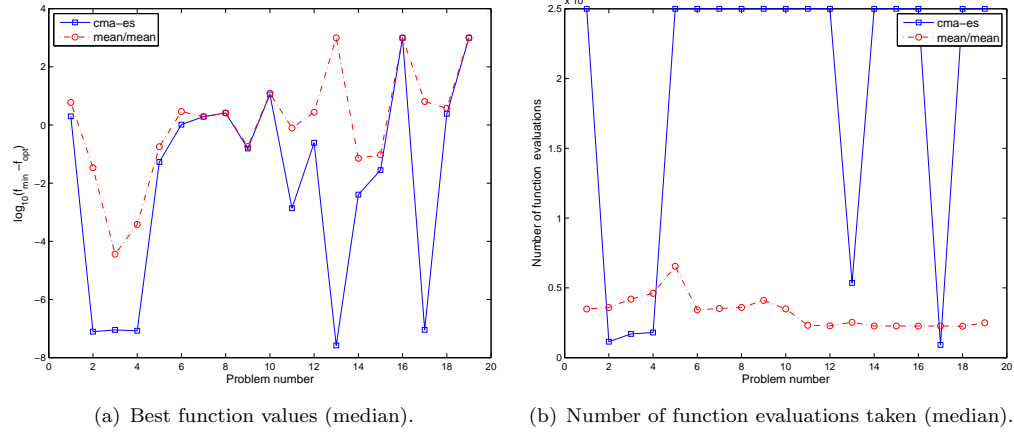 cma−es
mean/mean
4
2
0
−2
−4
−6
−8
log10(fmin−fopt)
0 2 4 6 8 10 12 14 16 18 20
Problem number
(a) Best function values (median).
2.5
2
1.5
1
0.5
0
Number of function evaluations
cma−es
mean/mean
0 2 4 6 8 10 12 14 16 18 20
Problem number
(b) Number of function evaluations taken (median).